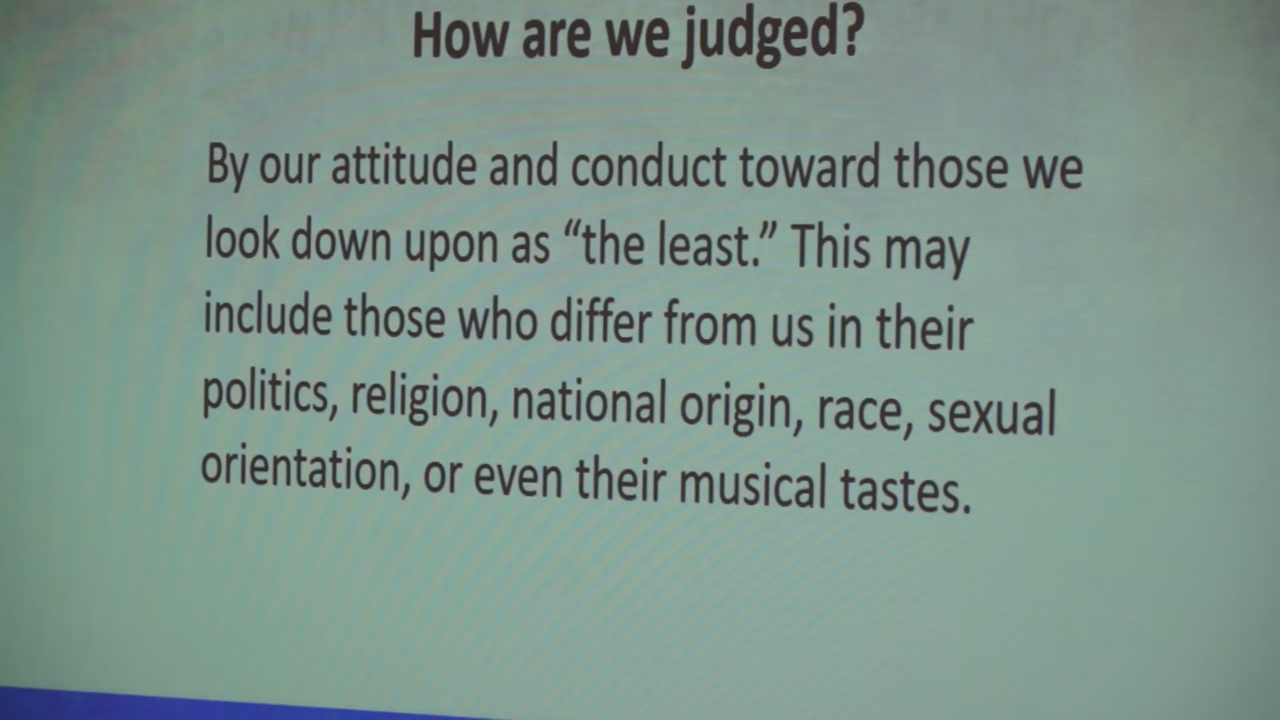 How are we judged?
By our attitude and conduct toward those we
look down upon as “the least.” This may
include those who differ from us in their
politics, religion, national origin, race, sexual
orientation, or even their musical tastes.